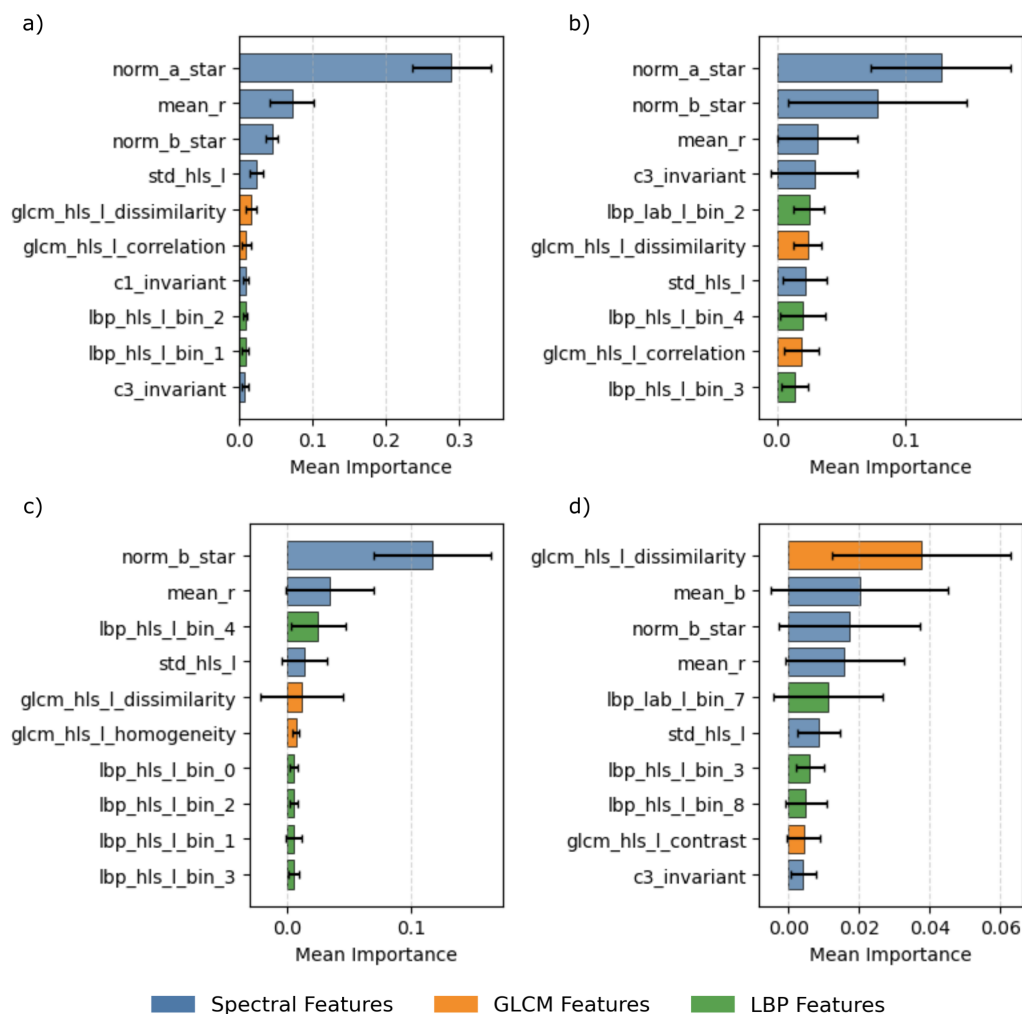 a)
norm_a_star
mean_r
norm_b_star
std_hls_l
glcm_hls_l_dissimilarity
glcm_hls_l_correlation
c1_invariant
lbp_hls_l_bin_2
lbp_hls_l_bin_1
c3_invariant
0.0 0.1 0.2 0.3
Mean Importance
b)
norm_a_star
norm_b_star
mean_r
c3_invariant
lbp_lab_l_bin_2
glcm_hls_l_dissimilarity
std_hls_l
lbp_hls_l_bin_4
glcm_hls_l_correlation
lbp_hls_l_bin_3
0.0 0.1
Mean Importance
c)
norm_b_star
mean_r
lbp_hls_l_bin_4
std_hls_l
glcm_hls_l_dissimilarity
glcm_hls_l_homogeneity
lbp_hls_l_bin_0
lbp_hls_l_bin_2
lbp_hls_l_bin_1
lbp_hls_l_bin_3
0.0 0.1
Mean Importance
d)
glcm_hls_l_dissimilarity
mean_b
norm_b_star
mean_r
lbp_lab_l_bin_7
std_hls_l
lbp_hls_l_bin_3
lbp_hls_l_bin_8
glcm_hls_l_contrast
c3_invariant
0.00 0.02 0.04 0.06
Mean Importance
Spectral Features GLCM Features LBP Features